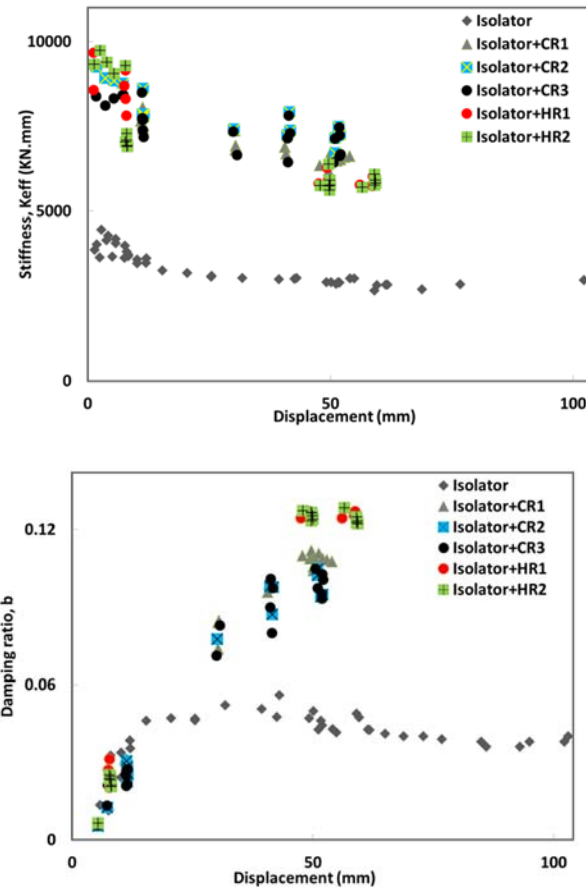 10000
5000
0
0
50
100
Stiffness, Keff (KN.mm)
Displacement (mm)
Isolator
Isolator+CR1
Isolator+CR2
Isolator+CR3
Isolator+HR1
Isolator+HR2
0.12
0.06
0
0
50
100
Damping ratio, b
Displacement (mm)
Isolator
Isolator+CR1
Isolator+CR2
Isolator+CR3
Isolator+HR1
Isolator+HR2